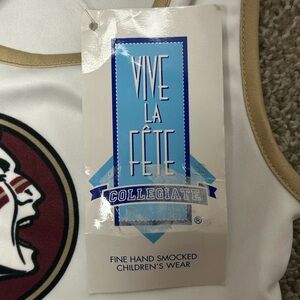 VIVE
LA
FÊTE
COLLEGIATE
®
FINE HAND SMOCKED
CHILDREN'S WEAR